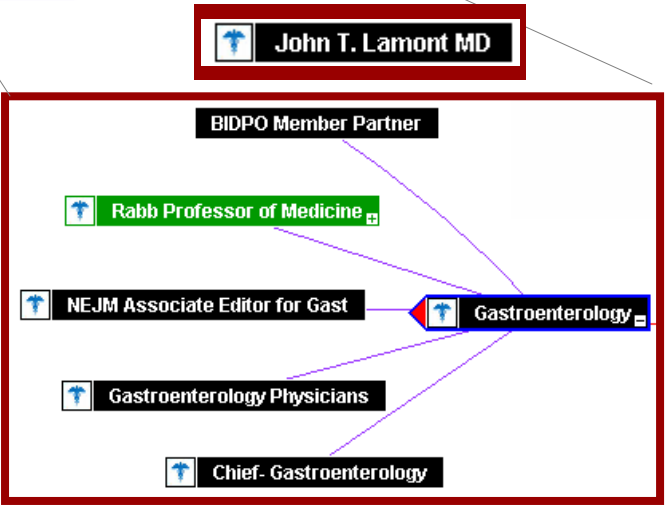 John T. Lamont MD
BIDPO Member Partner
Rabb Professor of Medicine
NEJM Associate Editor for Gast
Gastroenterology
Gastroenterology Physicians
Chief- Gastroenterology